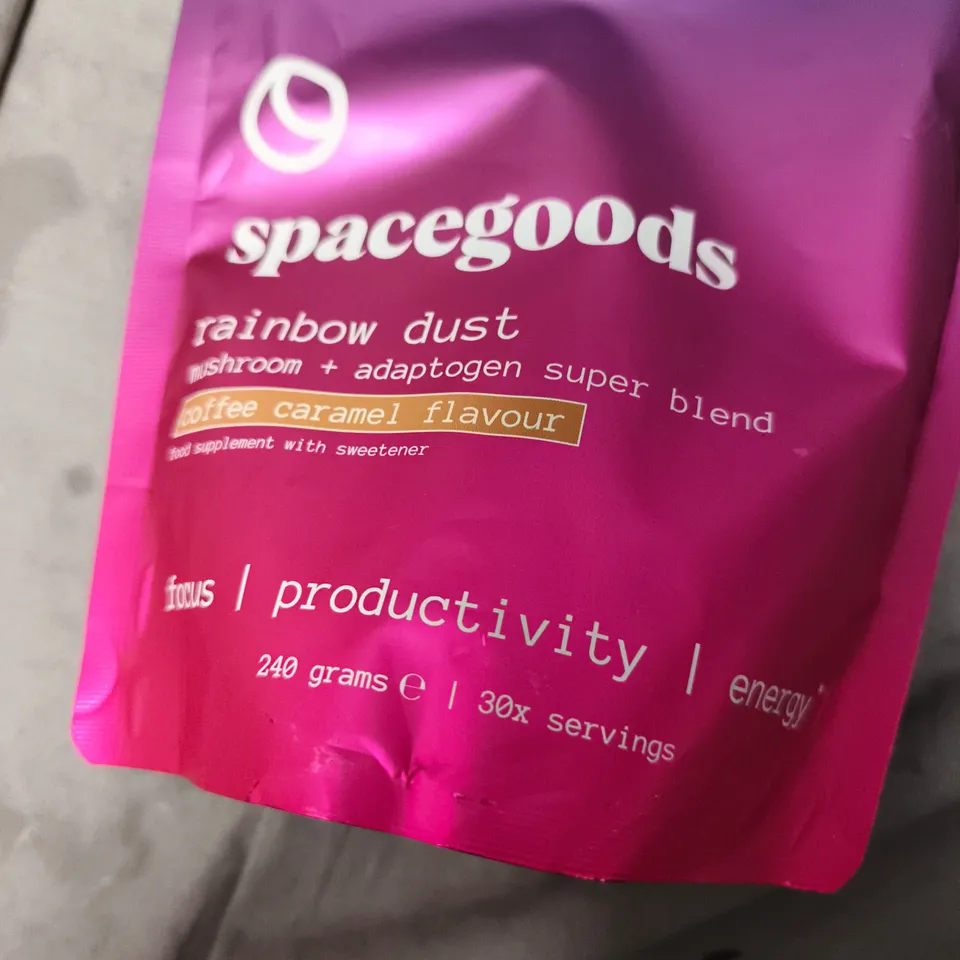 spacegoods
rainbow dust
mushroom + adaptogen super blend
coffee caramel flavour
food supplement with sweetener
focus | productivity | energy
240 grams ℮ | 30x servings